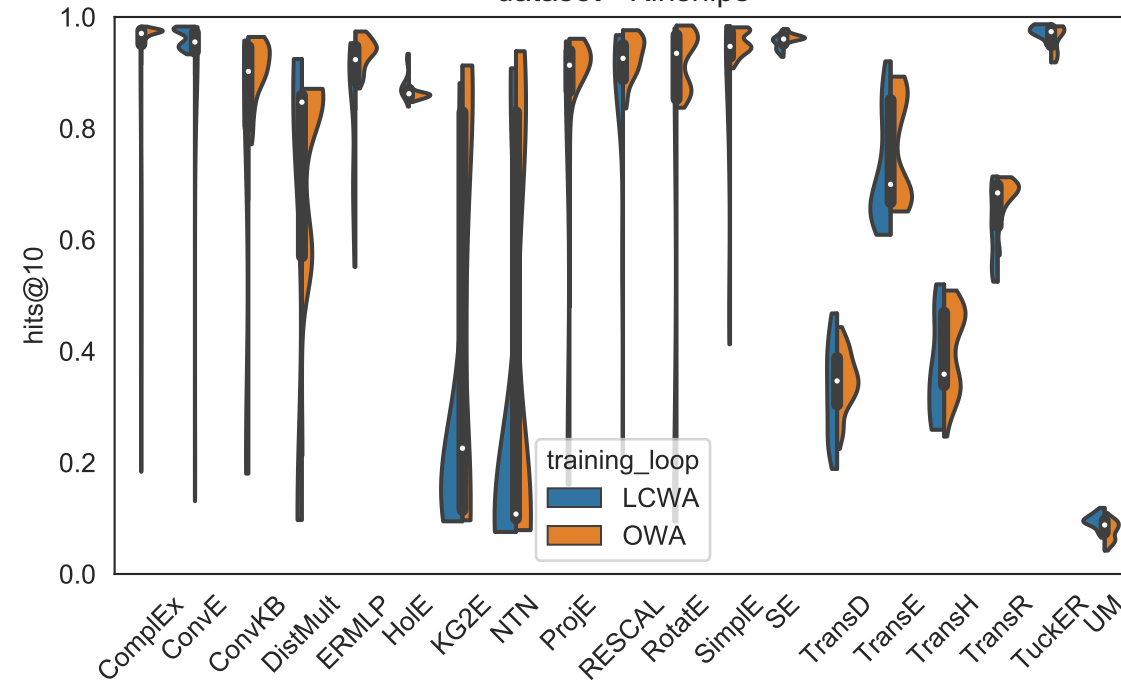 1.0
0.8
0.6
0.4
0.2
0.0
hits@10
training_loop
LCWA
OWA
ComplEx
ConvE
ConvKB
DistMult
ERMLP
HolE
KG2E
NTN
ProjE
RESCAL
RotatE
SimplE
SE
TransD
TransE
TransH
TransR
TuckER
UM